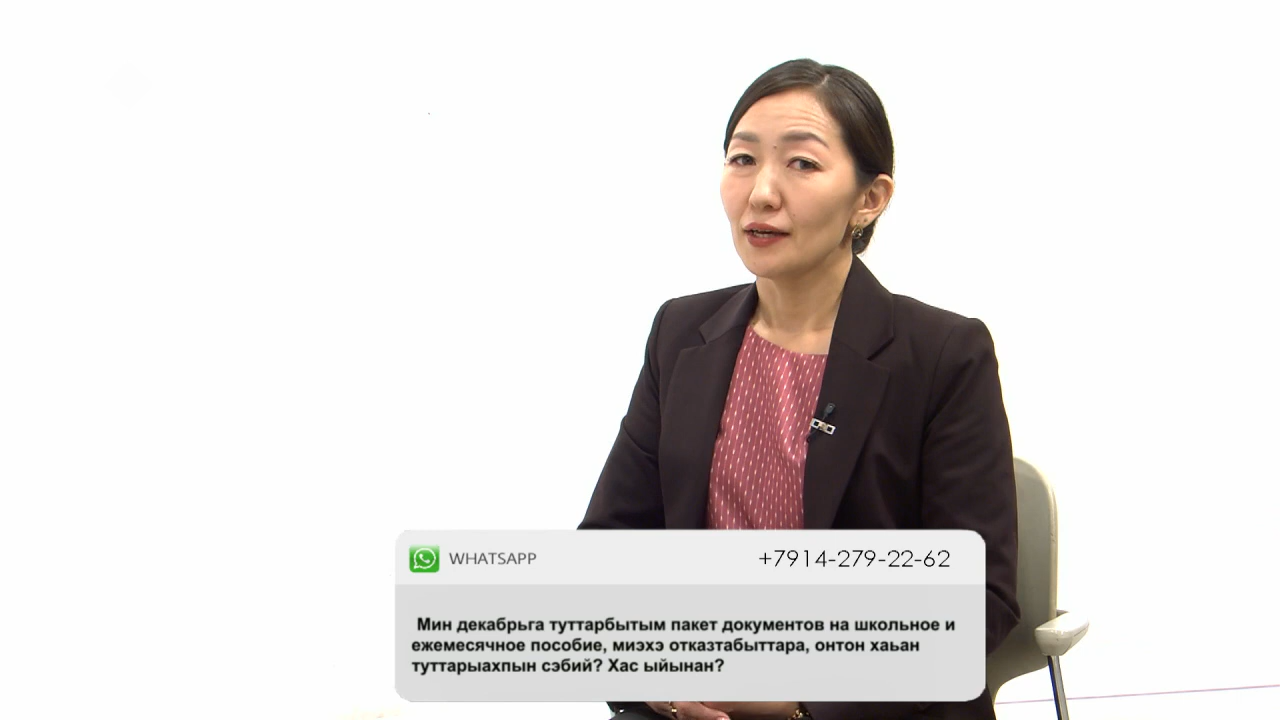 WHATSAPP +7914-279-22-62
Мин декабрьга туттарбытым пакет документов на школьное и
ежемесячное пособие, миэхэ отказтабыттара, онтон хаьан
туттарыахпын сэбий? Хас ыйынан?